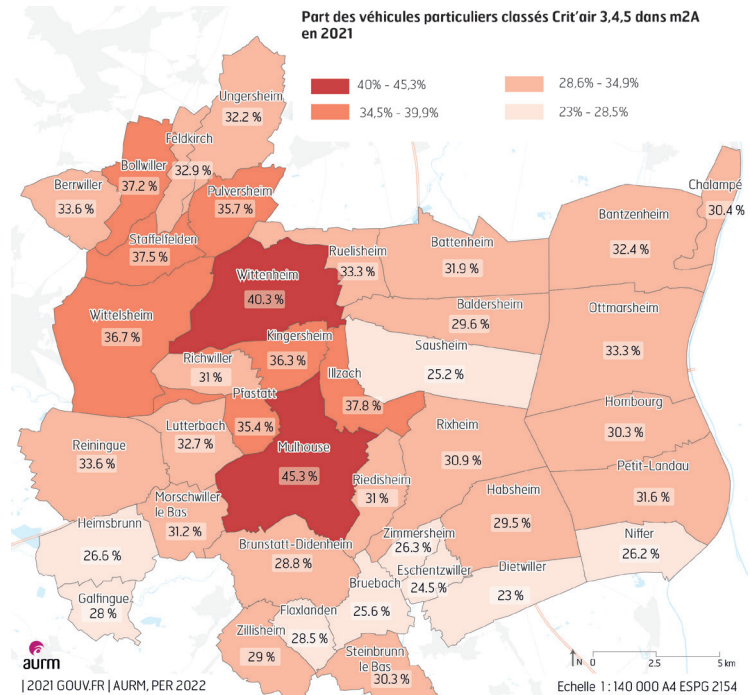 Part des véhicules particuliers classés Crit'air 3,4,5 dans m2A
en 2021
40% - 45,3%
28,6% - 34,9%
34,5% - 39,9%
23% - 28,5%
Ungersheim
32.2 %
Feldkirch
32.9 %
Bollwiller
37.2 %
Berrwiller
33.6 %
Pulversheim
35.7 %
Staffelfelden
37.5 %
Chalampé
30.4 %
Bantzenheim
32.4 %
Battenheim
31.9 %
Ruelisheim
33.3 %
Wittenheim
40.3 %
Wittelsheim
36.7 %
Baldersheim
29.6 %
Ottmarsheim
33.3 %
Sausheim
25.2 %
Kingersheim
36.3 %
Richwiller
31 %
Illzach
37.8 %
Pfastatt
35.4 %
Lutterbach
32.7 %
Reiningue
33.6 %
Mulhouse
45.3 %
Rixheim
30.9 %
Hombourg
30.3 %
Petit-Landau
31.6 %
Riedisheim
31 %
Habsheim
29.5 %
Morschwiller
le Bas
31.2 %
Heimsbrunn
26.6 %
Zimmersheim
26.3 %
Niffer
26.2 %
Brunstatt-Didenheim
28.8 %
Eschentzwiller
24.5 %
Dietwiller
23 %
Bruebach
25.6 %
Galfingue
28 %
Flaxlanden
28.5 %
Zillisheim
29 %
Steinbrunn
le Bas
30.3 %
aurm
| 2021 GOUV.FR | AURM, PER 2022
N 0 2.5 5 km
Echelle 1 : 140 000 A4 ESPG 2154